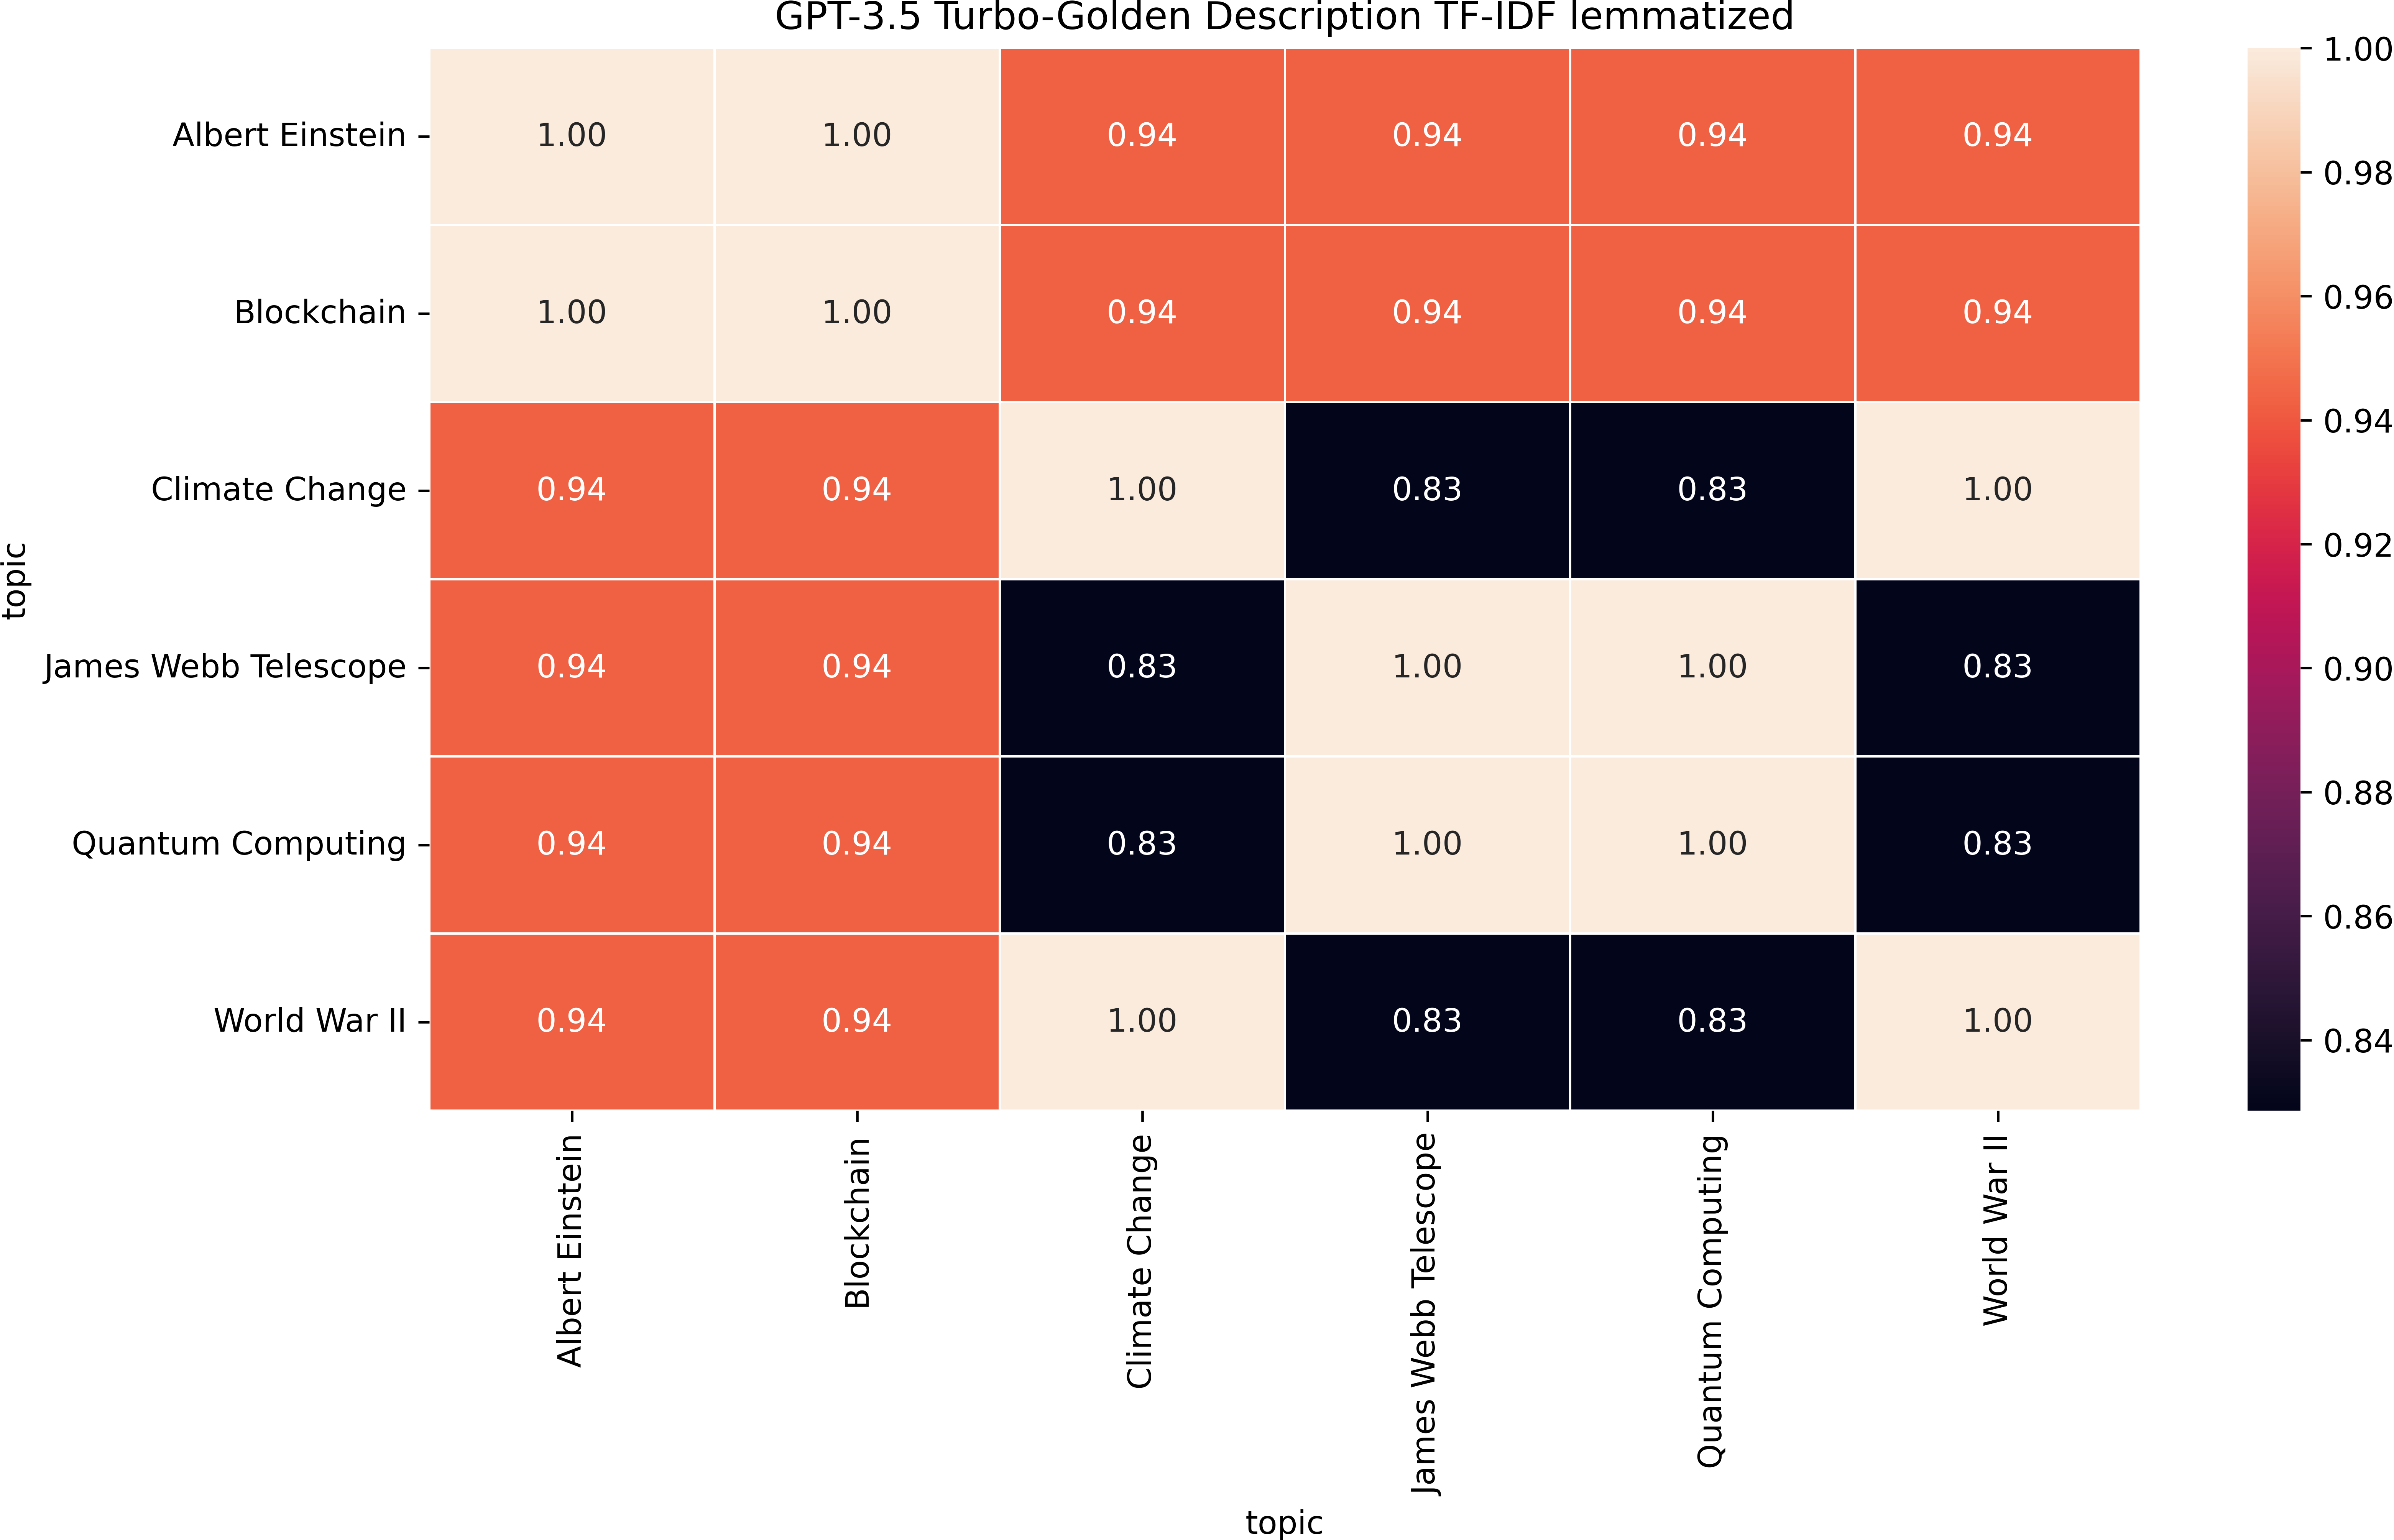 GPT-3.5 Turbo-Golden Description TF-IDF lemmatized
topic
Albert Einstein 1.00 1.00 0.94 0.94 0.94 0.94
Blockchain 1.00 1.00 0.94 0.94 0.94 0.94
Climate Change 0.94 0.94 1.00 0.83 0.83 1.00
James Webb Telescope 0.94 0.94 0.83 1.00 1.00 0.83
Quantum Computing 0.94 0.94 0.83 1.00 1.00 0.83
World War II 0.94 0.94 1.00 0.83 0.83 1.00
Albert Einstein
Blockchain
Climate Change
James Webb Telescope
Quantum Computing
World War II
topic
1.00
0.98
0.96
0.94
0.92
0.90
0.88
0.86
0.84